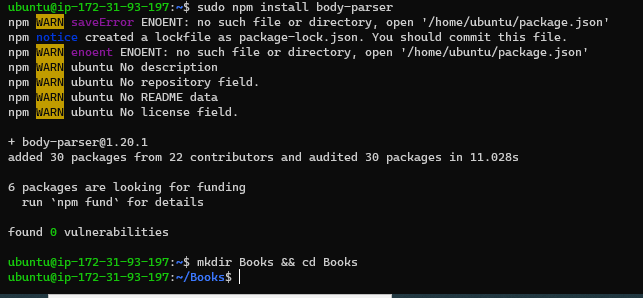 ubuntu@ip-172-31-93-197:~$ sudo npm install body-parser
npm WARN saveError ENOENT: no such file or directory, open '/home/ubuntu/package.json'
npm notice created a lockfile as package-lock.json. You should commit this file.
npm WARN enoent ENOENT: no such file or directory, open '/home/ubuntu/package.json'
npm WARN ubuntu No description
npm WARN ubuntu No repository field.
npm WARN ubuntu No README data
npm WARN ubuntu No license field.

+ body-parser@1.20.1
added 30 packages from 22 contributors and audited 30 packages in 11.028s

6 packages are looking for funding
  run `npm fund` for details

found 0 vulnerabilities

ubuntu@ip-172-31-93-197:~$ mkdir Books && cd Books
ubuntu@ip-172-31-93-197:~/Books$